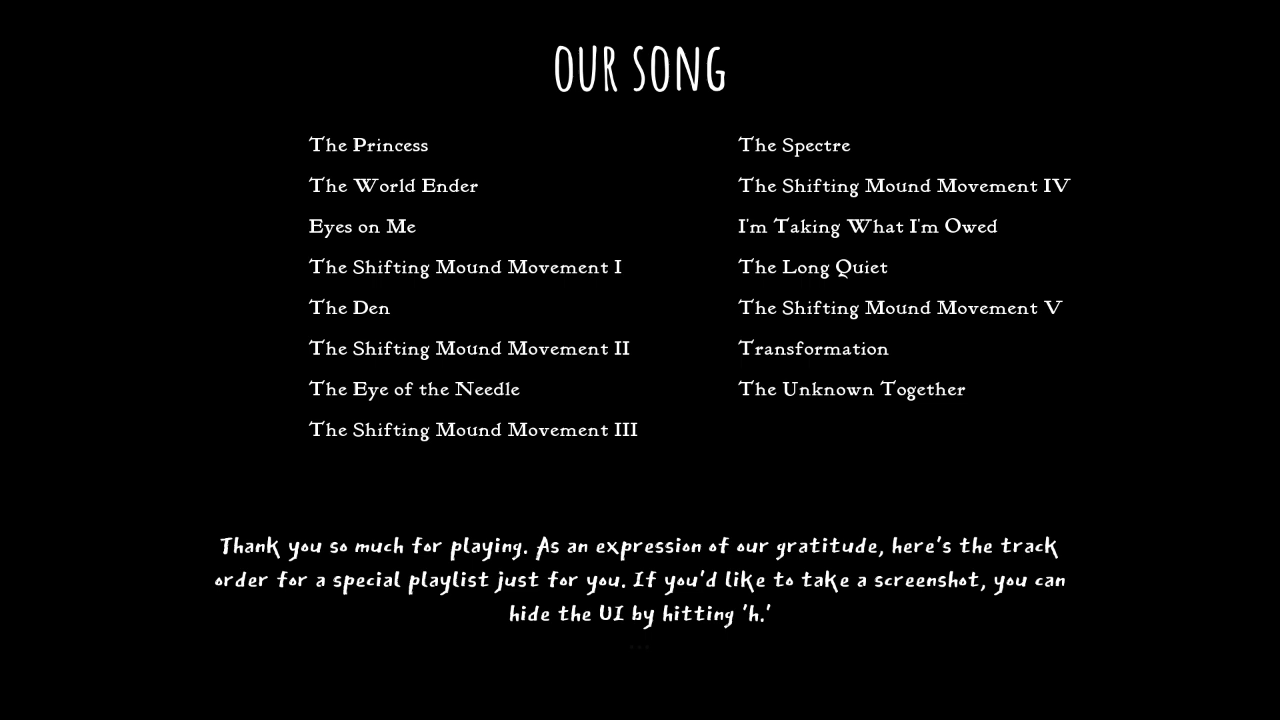 OUR SONG
The Princess
The World Ender
Eyes on Me
The Shifting Mound Movement I
The Den
The Shifting Mound Movement II
The Eye of the Needle
The Shifting Mound Movement III
The Spectre
The Shifting Mound Movement IV
I'm Taking What I'm Owed
The Long Quiet
The Shifting Mound Movement V
Transformation
The Unknown Together
Thank you so much for playing. As an expression of our gratitude, here's the track
order for a special playlist just for you. If you'd like to take a screenshot, you can
hide the UI by hitting 'h.'
...